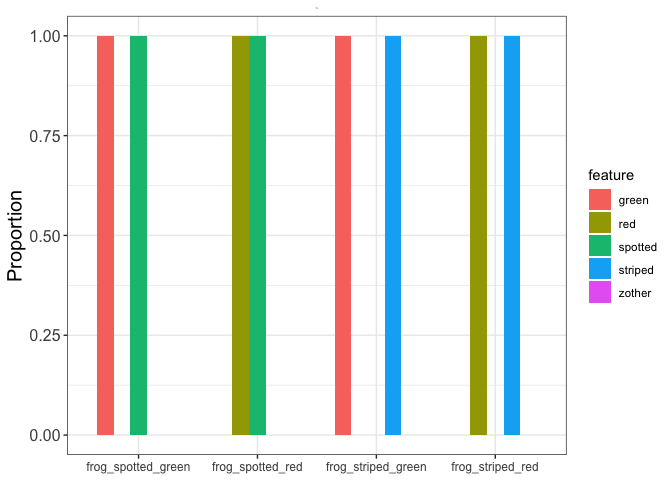 1.00
0.75
0.50
0.25
0.00
Proportion
frog_spotted_green frog_spotted_red frog_striped_green frog_striped_red
feature
green
red
spotted
striped
zother